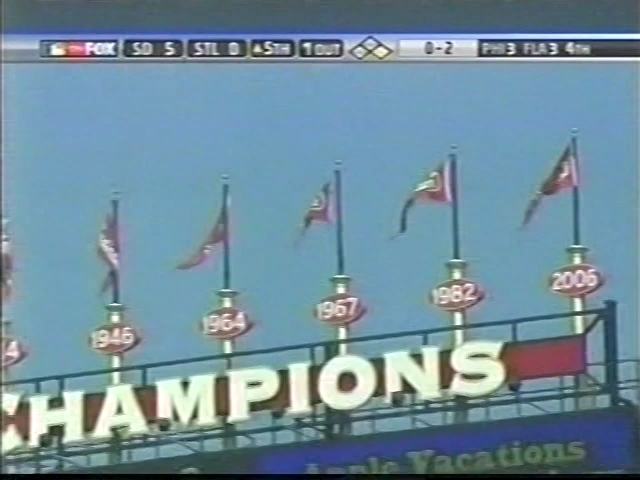 FOX SD 5 STL 0 ▲5TH 1 OUT 0-2 PHI 3 FLA 3 4TH
4 1946 1964 1967 1982 2006
CHAMPIONS
Apple Vacations